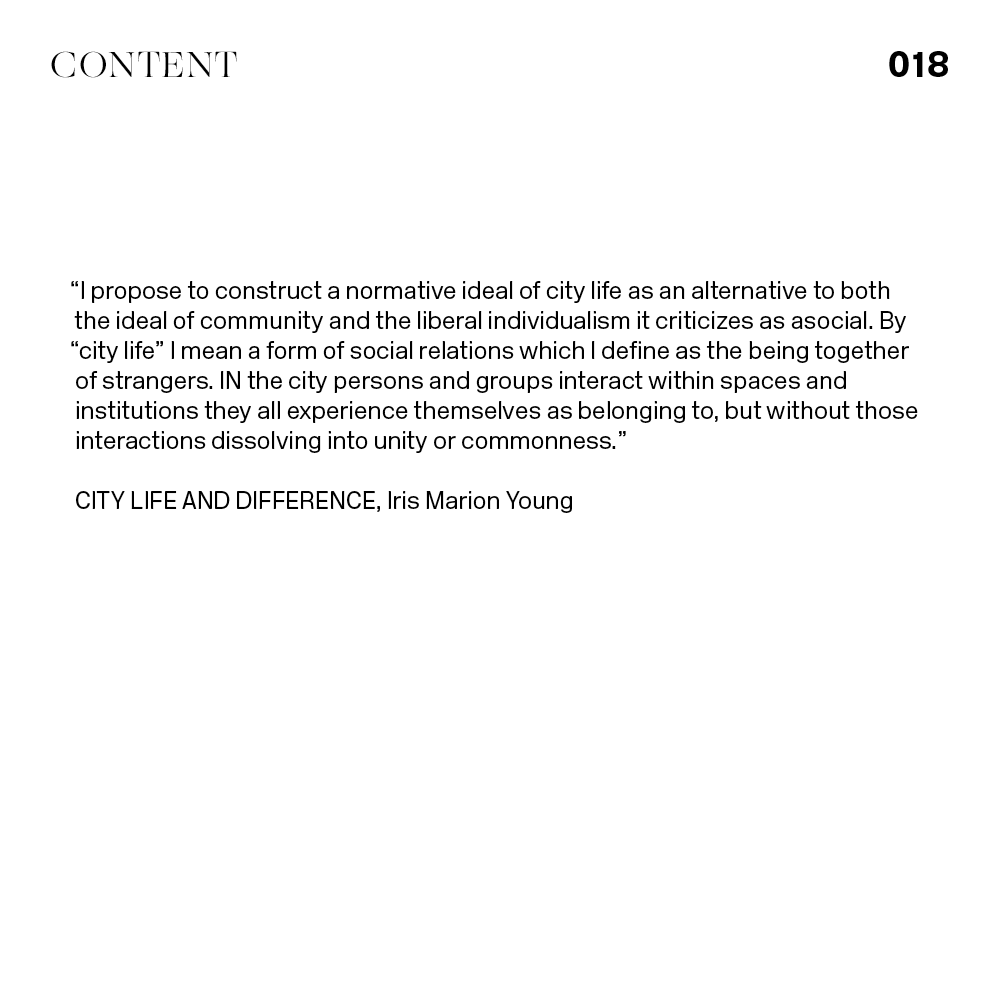 CONTENT
018
“I propose to construct a normative ideal of city life as an alternative to both
the ideal of community and the liberal individualism it criticizes as asocial. By
“city life” I mean a form of social relations which I define as the being together
of strangers. IN the city persons and groups interact within spaces and
institutions they all experience themselves as belonging to, but without those
interactions dissolving into unity or commonness.”
CITY LIFE AND DIFFERENCE, Iris Marion Young